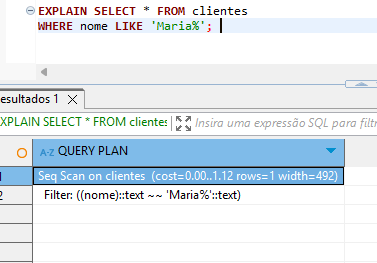 EXPLAIN SELECT * FROM clientes
WHERE nome LIKE 'Maria%';
esultados 1
XPLAIN SELECT * FROM clientes
Insira uma expressão SQL para filtr
A-Z QUERY PLAN
1
Seq Scan on clientes (cost=0.00..1.12 rows=1 width=492)
2
Filter: ((nome)::text ~~ 'Maria%'::text)